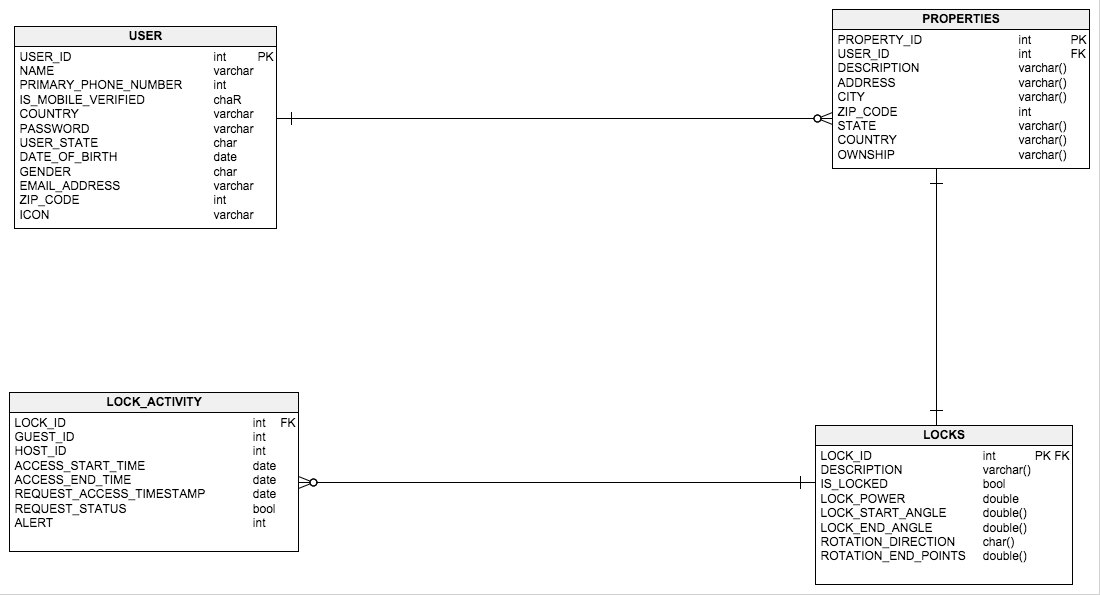 USER
USER_ID int PK
NAME varchar
PRIMARY_PHONE_NUMBER int
IS_MOBILE_VERIFIED chaR
COUNTRY varchar
PASSWORD varchar
USER_STATE char
DATE_OF_BIRTH date
GENDER char
EMAIL_ADDRESS varchar
ZIP_CODE int
ICON varchar
PROPERTIES
PROPERTY_ID int PK
USER_ID int FK
DESCRIPTION varchar()
ADDRESS varchar()
CITY varchar()
ZIP_CODE int
STATE varchar()
COUNTRY varchar()
OWNSHIP varchar()
LOCK_ACTIVITY
LOCK_ID int FK
GUEST_ID int
HOST_ID int
ACCESS_START_TIME date
ACCESS_END_TIME date
REQUEST_ACCESS_TIMESTAMP date
REQUEST_STATUS bool
ALERT int
LOCKS
LOCK_ID int PK FK
DESCRIPTION varchar()
IS_LOCKED bool
LOCK_POWER double
LOCK_START_ANGLE double()
LOCK_END_ANGLE double()
ROTATION_DIRECTION char()
ROTATION_END_POINTS double()